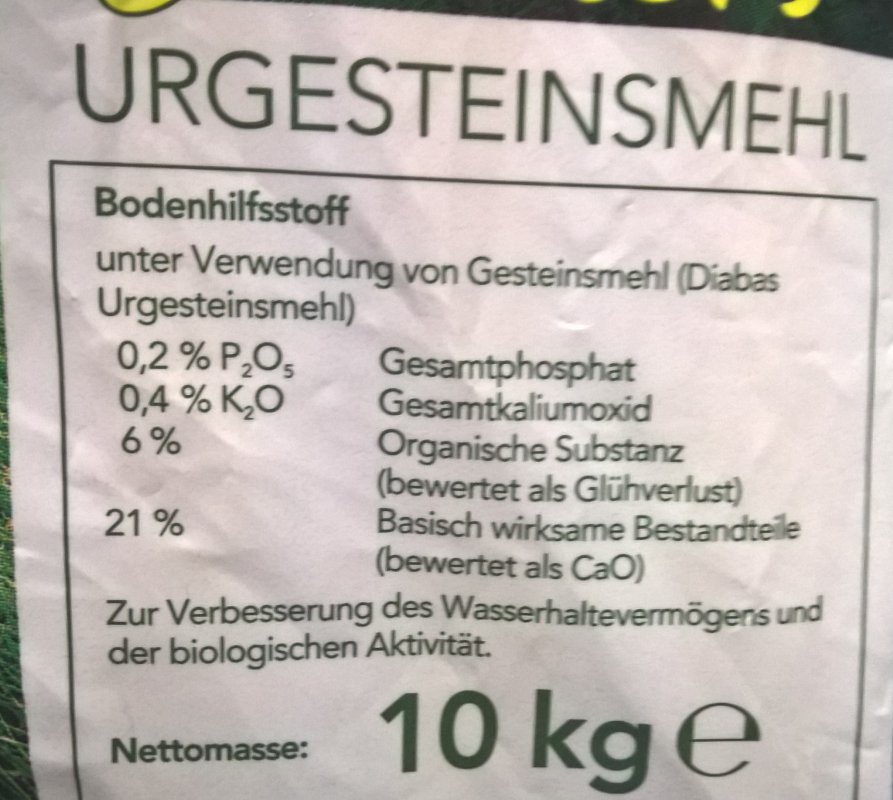 URGESTEINSMEHL
Bodenhilfsstoff
unter Verwendung von Gesteinsmehl (Diabas
Urgesteinsmehl)
0,2 % P₂O₅ Gesamtphosphat
0,4 % K₂O Gesamtkaliumoxid
6 % Organische Substanz
(bewertet als Glühverlust)
21 % Basisch wirksame Bestandteile
(bewertet als CaO)
Zur Verbesserung des Wasserhaltevermögens und
der biologischen Aktivität.
Nettomasse: 10 kg ℮